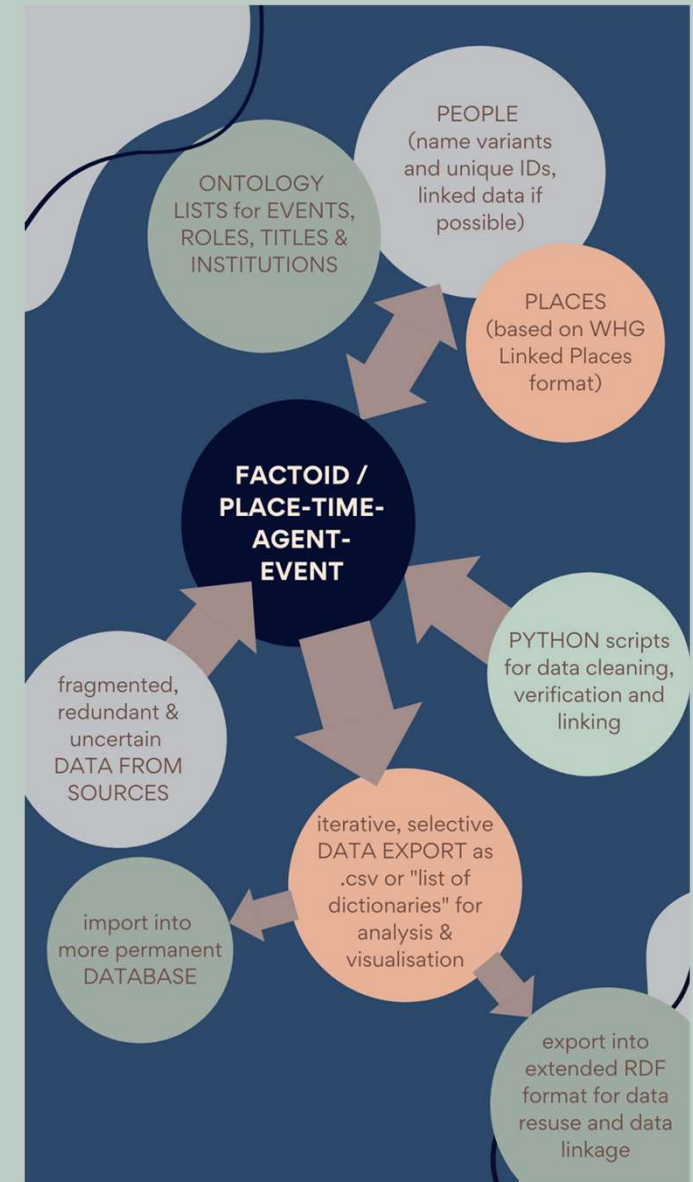 PEOPLE
(name variants
and unique IDs,
linked data if
possible)
ONTOLOGY
LISTS for EVENTS,
ROLES, TITLES &
INSTITUTIONS
PLACES
(based on WHG
Linked Places
format)
FACTOID /
PLACE-TIME-
AGENT-
EVENT
PYTHON scripts
for data cleaning,
verification and
linking
fragmented,
redundant &
uncertain
DATA FROM
SOURCES
iterative, selective
DATA EXPORT as
.csv or "list of
dictionaries" for
analysis &
visualisation
import into
more permanent
DATABASE
export into
extended RDF
format for data
resuse and data
linkage